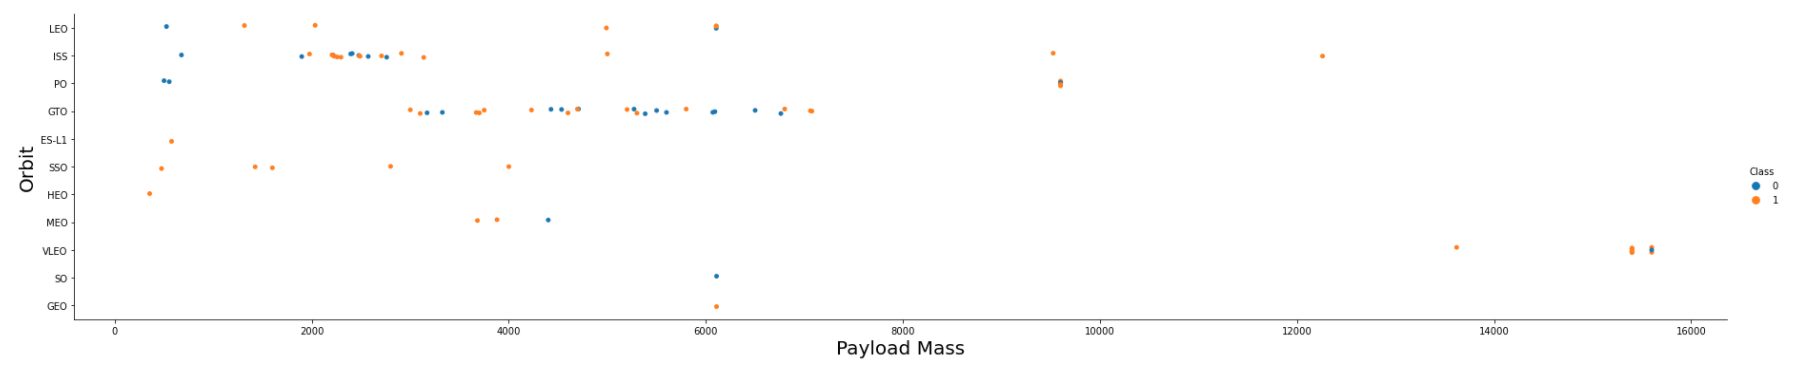 LEO
ISS
PO
GTO
ES-L1
SSO
HEO
MEO
VLEO
SO
GEO
Orbit
0
2000
4000
6000
8000
10000
12000
14000
16000
Payload Mass
Class
0
1